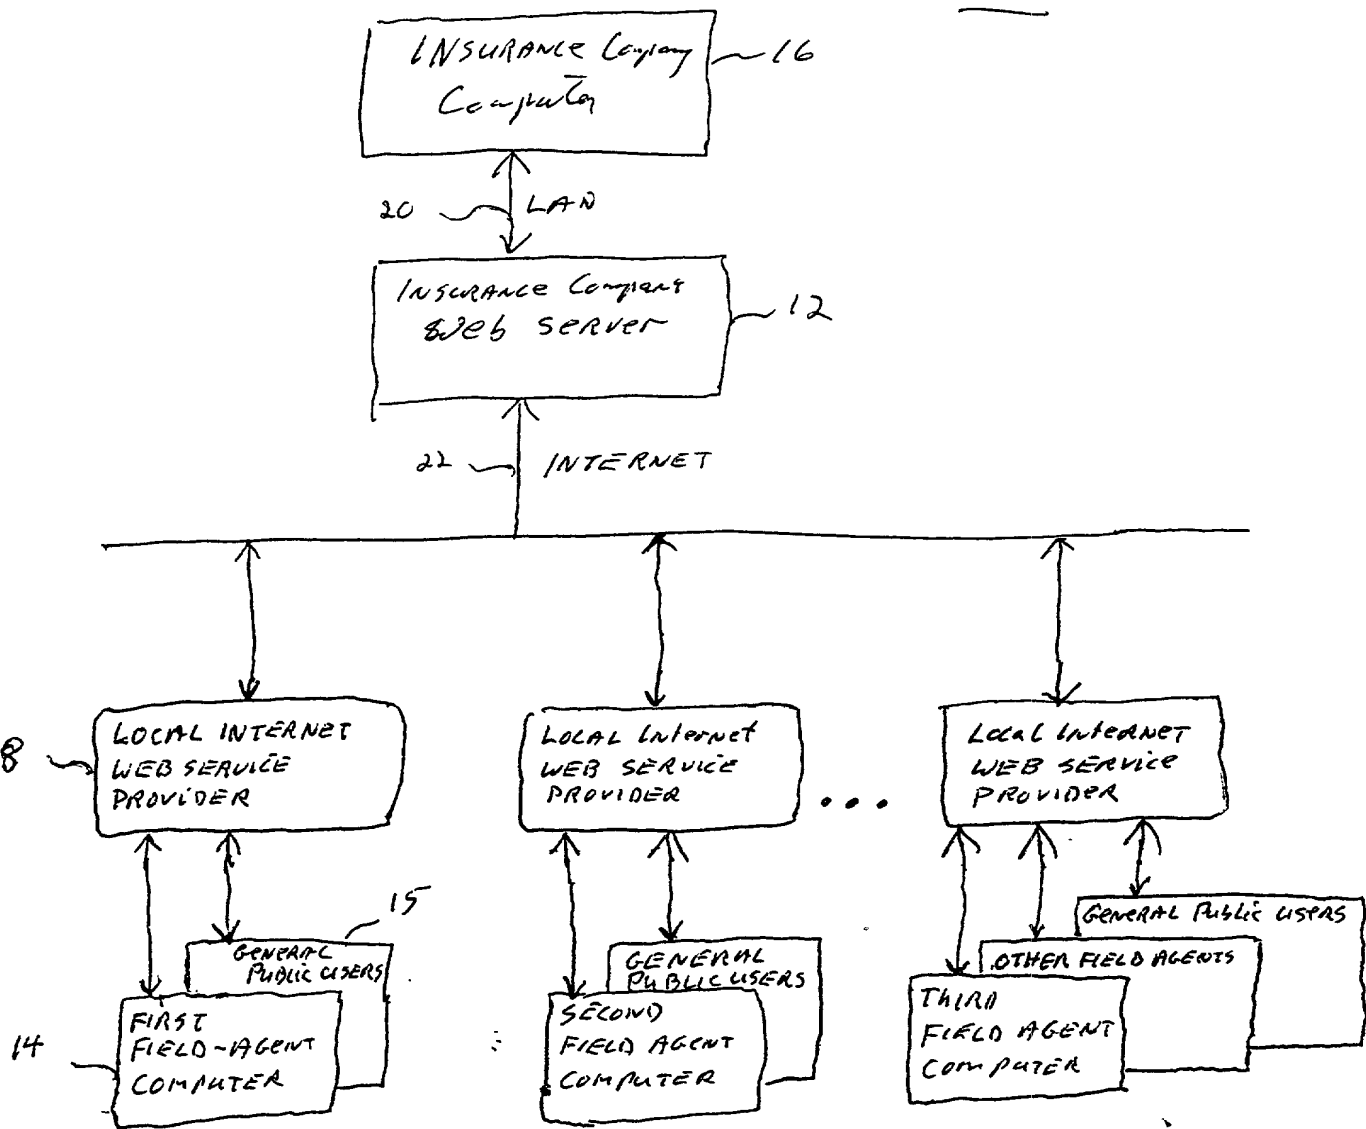 INSURANCE Company
Computer
16
20
LAN
INSURANCE Company
Web Server
12
22
INTERNET
8
LOCAL INTERNET
WEB SERVICE
PROVIDER
LOCAL Internet
WEB SERVICE
PROVIDER
. . .
Local Internet
WEB SERVICE
PROVIDER
15
GENERAL
PUBLIC USERS
14
FIRST
FIELD-AGENT
COMPUTER
GENERAL
PUBLIC USERS
SECOND
FIELD AGENT
COMPUTER
GENERAL Public USERS
OTHER FIELD AGENTS
THIRD
FIELD AGENT
COMPUTER